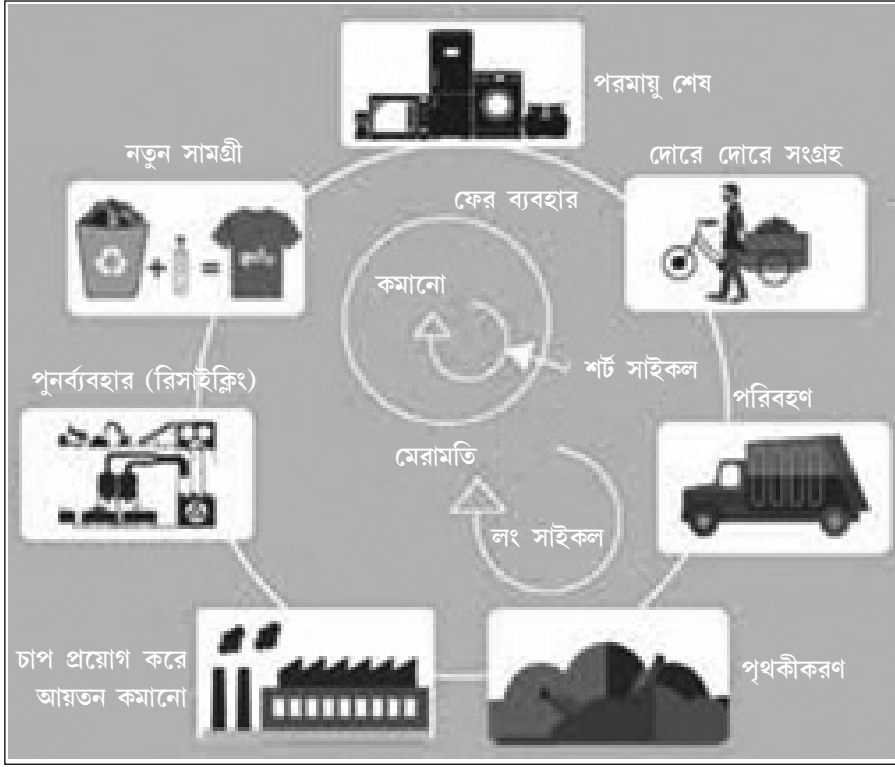 পরমায়ু শেষ
নতুন সামগ্রী
দোরে দোরে সংগ্রহ
ফের ব্যবহার
কমানো
শর্ট সাইকল
পুনর্ব্যবহার (রিসাইক্লিং)
পরিবহণ
মেরামতি
লং সাইকল
চাপ প্রয়োগ করে
আয়তন কমানো
পৃথকীকরণ